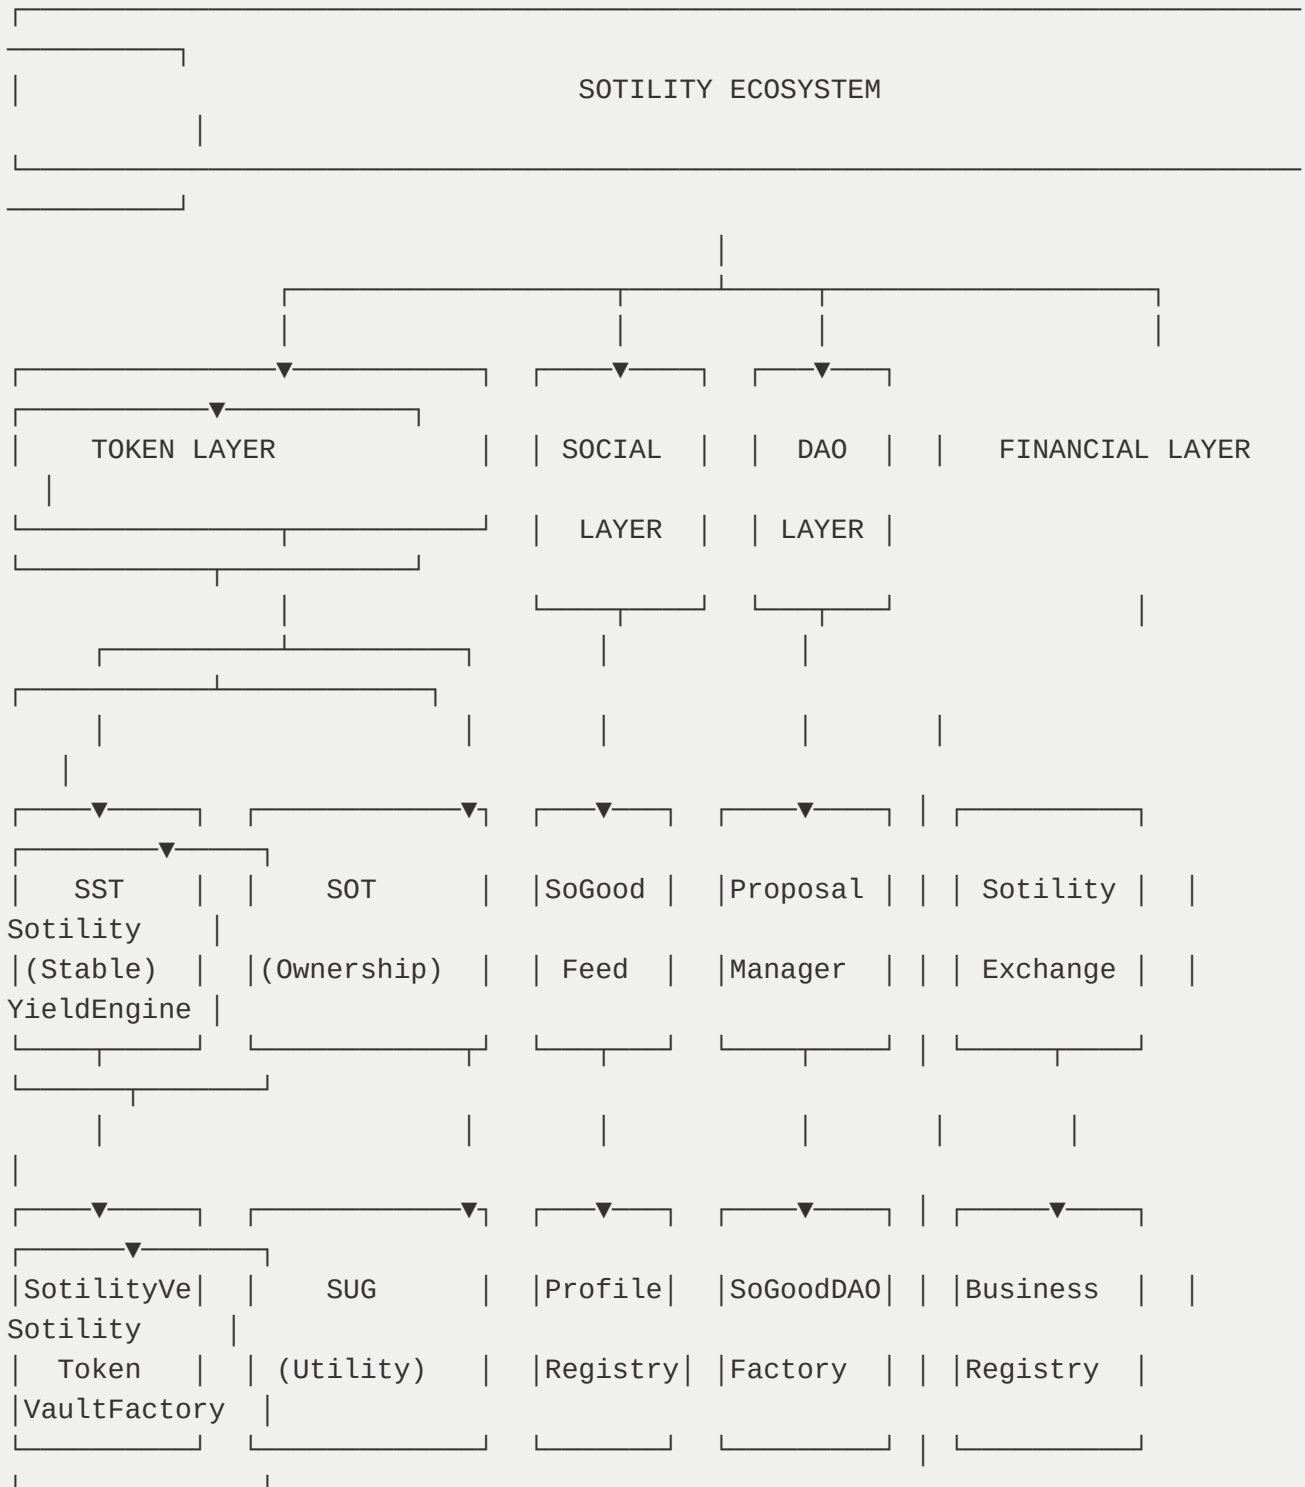 SOTILITY ECOSYSTEM
TOKEN LAYER SOCIAL DAO FINANCIAL LAYER
LAYER LAYER
SST SOT SoGood Proposal Sotility
Sotility
(Stable) (Ownership) Feed Manager Exchange
YieldEngine
SotilityVe SUG Profile SoGoodDAO Business
Sotility
Token (Utility) Registry Factory Registry
VaultFactory